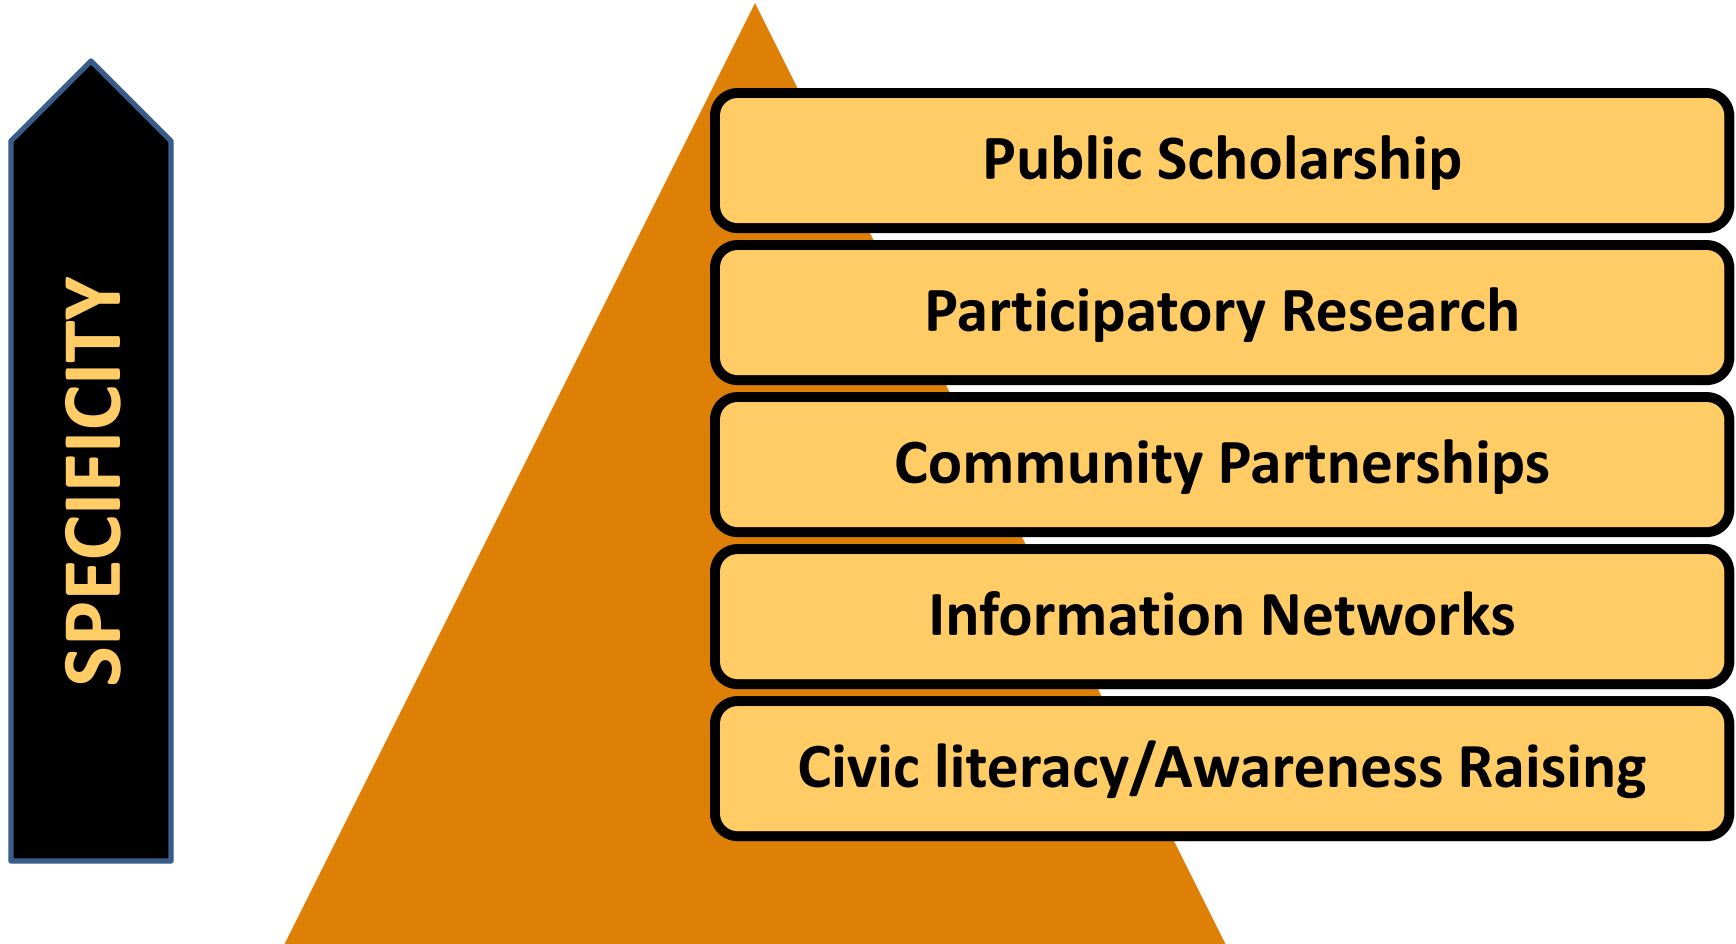 SPECIFICITY
Public Scholarship
Participatory Research
Community Partnerships
Information Networks
Civic literacy/Awareness Raising